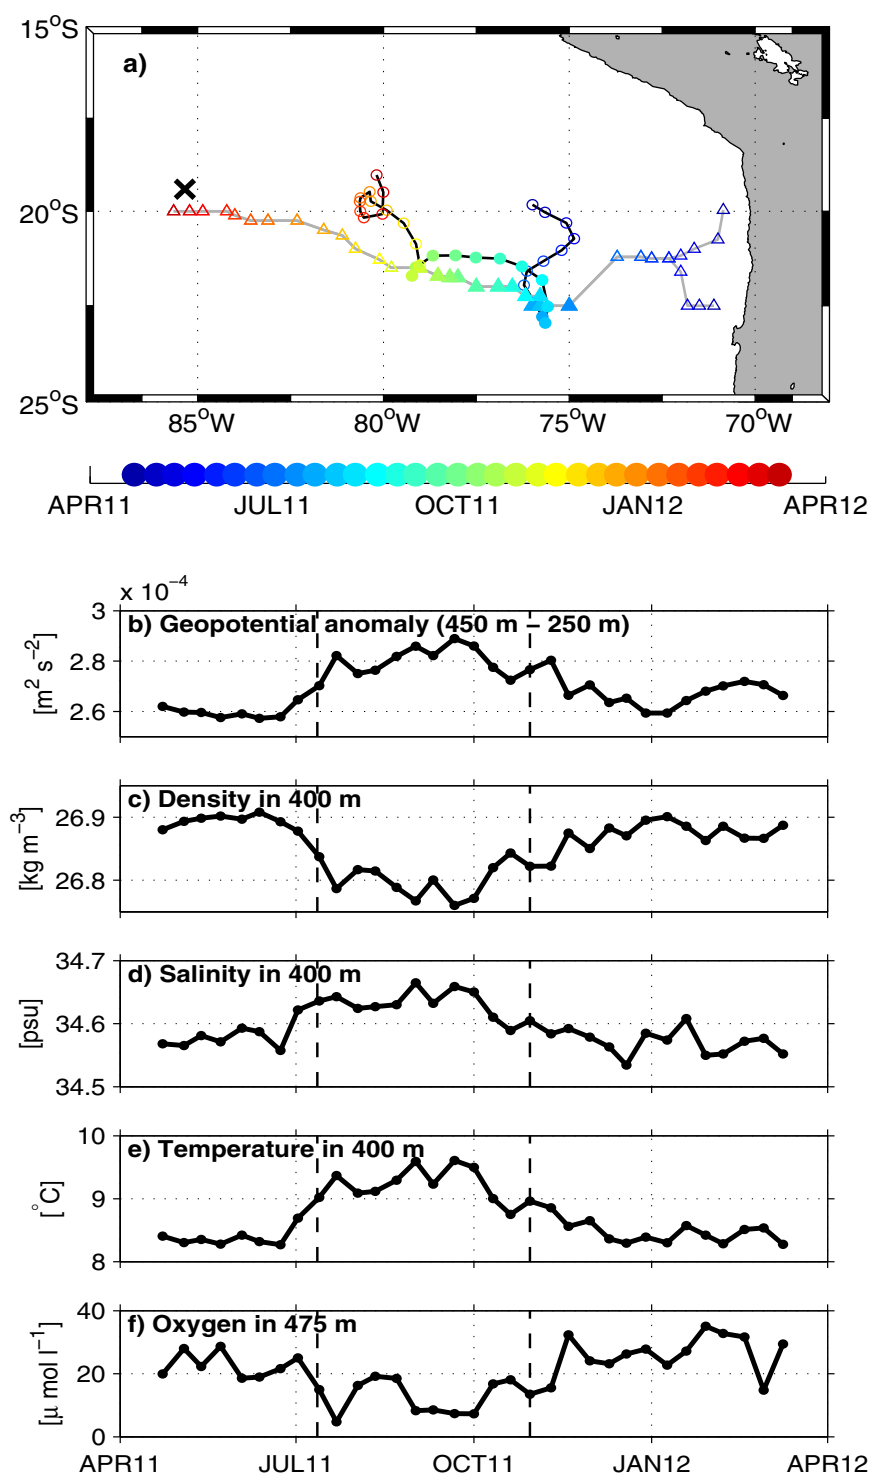 15°S
a)
20°S
25°S
85°W 80°W 75°W 70°W
APR11 JUL11 OCT11 JAN12 APR12
x 10⁻⁴
3
b) Geopotential anomaly (450 m − 250 m)
2.8
2.6
[m² s⁻²]
c) Density in 400 m
26.9
26.8
[kg m⁻³]
34.7
d) Salinity in 400 m
34.6
34.5
[psu]
10
e) Temperature in 400 m
9
8
[°C]
40
f) Oxygen in 475 m
20
0
[μ mol l⁻¹]
APR11 JUL11 OCT11 JAN12 APR12